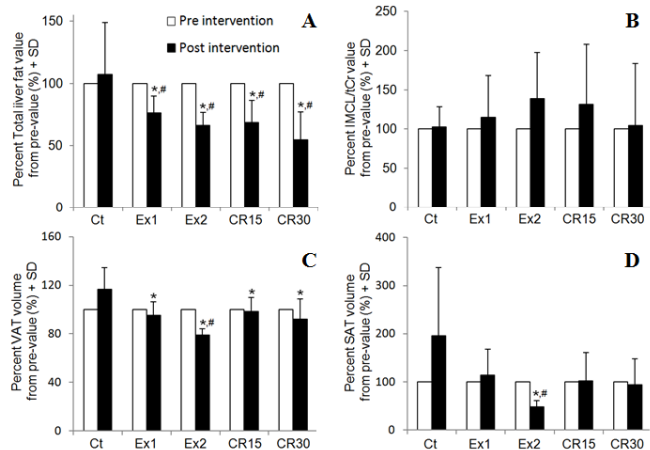 A
Pre intervention
Post intervention
Percent Total liver fat value
from pre-value (%) + SD
150
100
50
0
*,#
*,#
*,#
*,#
Ct Ex1 Ex2 CR15 CR30
B
Percent IMCL/tCr value
from pre-value (%) + SD
250
200
150
100
50
0
Ct Ex1 Ex2 CR15 CR30
C
Percent VAT volume
from pre-value (%) + SD
160
120
80
40
0
*
*,#
*
*
Ct Ex1 Ex2 CR15 CR30
D
Percent SAT volume
from pre-value (%) + SD
400
300
200
100
0
*,#
Ct Ex1 Ex2 CR15 CR30